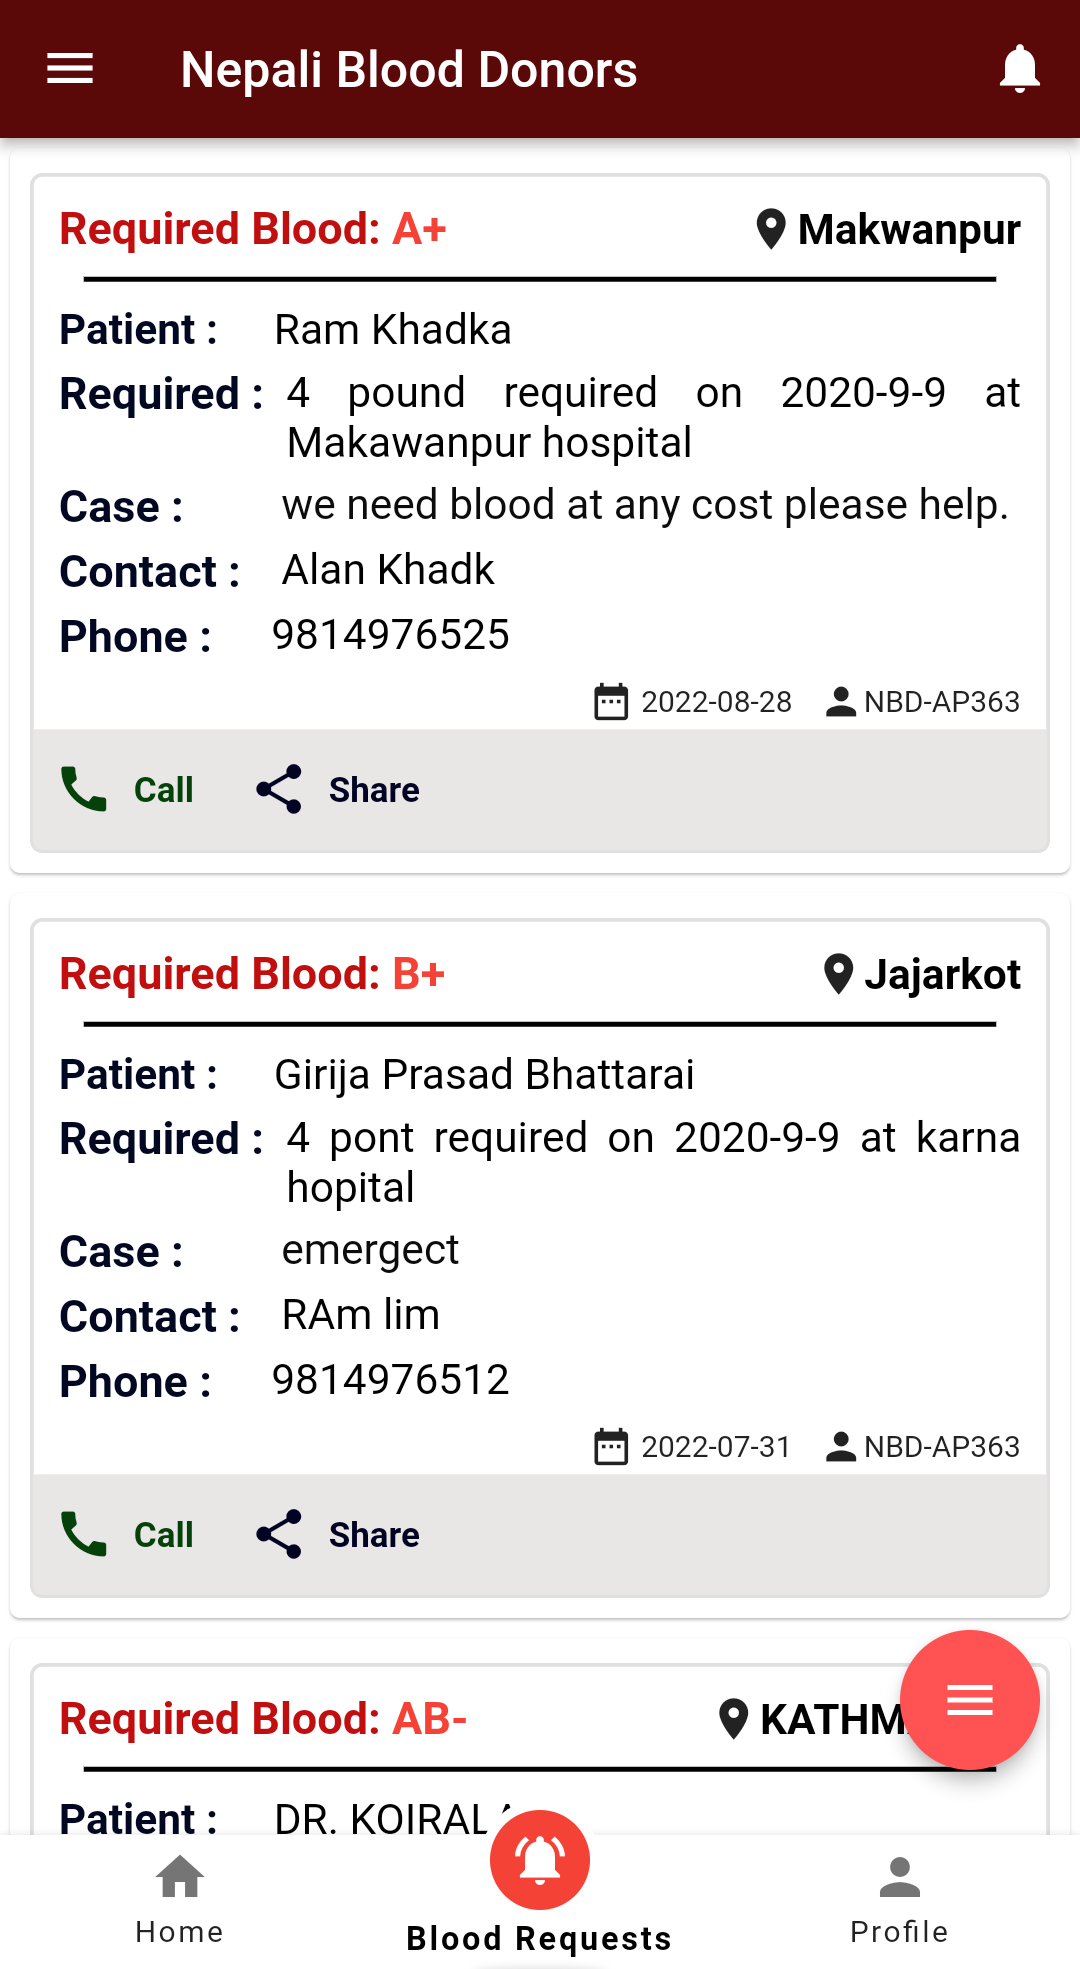 Nepali Blood Donors
Required Blood: A+ Makwanpur
Patient : Ram Khadka
Required : 4 pound required on 2020-9-9 at
Makawanpur hospital
Case : we need blood at any cost please help.
Contact : Alan Khadk
Phone : 9814976525
2022-08-28 NBD-AP363
Call Share
Required Blood: B+ Jajarkot
Patient : Girija Prasad Bhattarai
Required : 4 pont required on 2020-9-9 at karna
hopital
Case : emergect
Contact : RAm lim
Phone : 9814976512
2022-07-31 NBD-AP363
Call Share
Required Blood: AB-
Patient : DR.
Home Blood Requests Profile